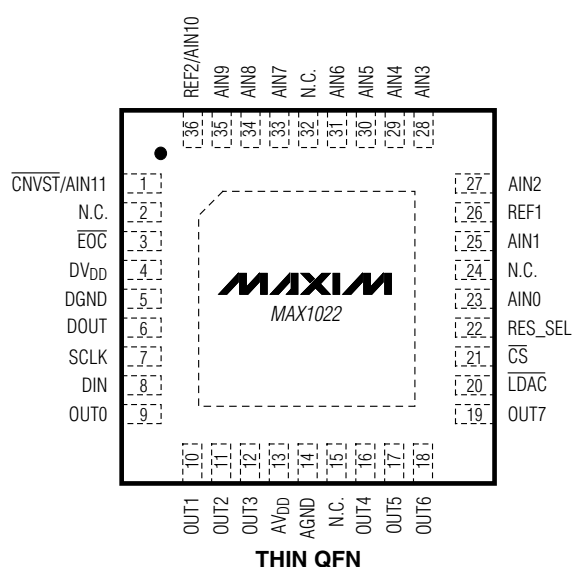 REF2/AIN10
AIN9
AIN8
AIN7
N.C.
AIN6
AIN5
AIN4
AIN3
36 35 34 33 32 31 30 29 28
CNVST/AIN11 1
N.C. 2
EOC 3
DVDD 4
DGND 5
DOUT 6
SCLK 7
DIN 8
OUT0 9
MAXIM
MAX1022
27 AIN2
26 REF1
25 AIN1
24 N.C.
23 AIN0
22 RES_SEL
21 CS
20 LDAC
19 OUT7
10 11 12 13 14 15 16 17 18
OUT1
OUT2
OUT3
AVDD
AGND
N.C.
OUT4
OUT5
OUT6
THIN QFN